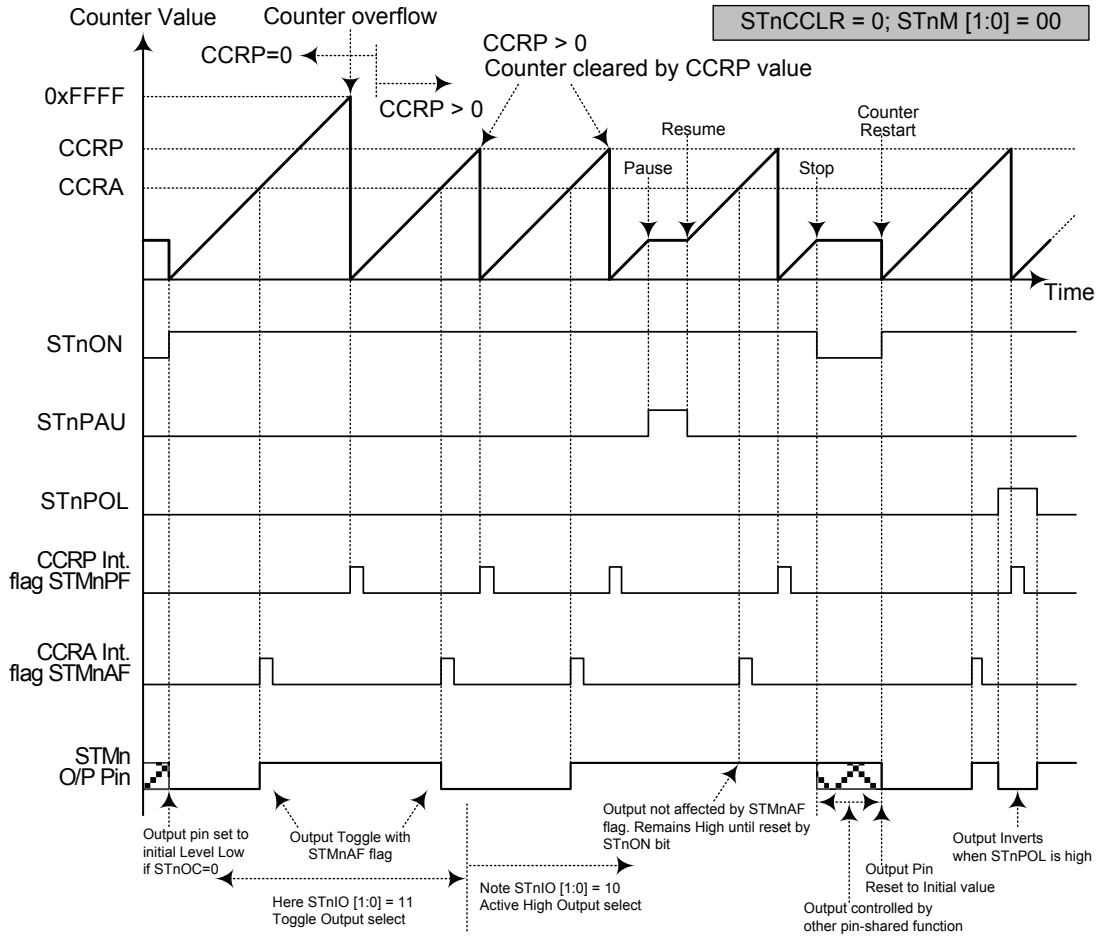 Counter Value
Counter overflow
STnCCLR = 0; STnM [1:0] = 00
CCRP=0
CCRP > 0
CCRP > 0
Counter cleared by CCRP value
0xFFFF
CCRP
CCRA
Pause
Resume
Stop
Counter
Restart
Time
STnON
STnPAU
STnPOL
CCRP Int.
flag STMnPF
CCRA Int.
flag STMnAF
STMn
O/P Pin
Output pin set to
initial Level Low
if STnOC=0
Output Toggle with
STMnAF flag
Here STnIO [1:0] = 11
Toggle Output select
Note STnIO [1:0] = 10
Active High Output select
Output not affected by STMnAF
flag. Remains High until reset by
STnON bit
Output controlled by
other pin-shared function
Output Pin
Reset to Initial value
Output Inverts
when STnPOL is high